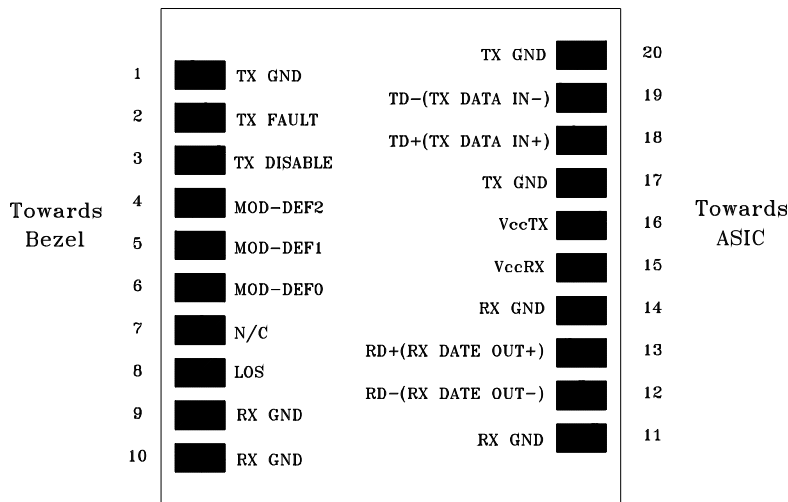 Towards
Bezel
1 TX GND
2 TX FAULT
3 TX DISABLE
4 MOD-DEF2
5 MOD-DEF1
6 MOD-DEF0
7 N/C
8 LOS
9 RX GND
10 RX GND
TX GND 20
TD-(TX DATA IN-) 19
TD+(TX DATA IN+) 18
TX GND 17
VccTX 16
VccRX 15
RX GND 14
RD+(RX DATE OUT+) 13
RD-(RX DATE OUT-) 12
RX GND 11
Towards
ASIC